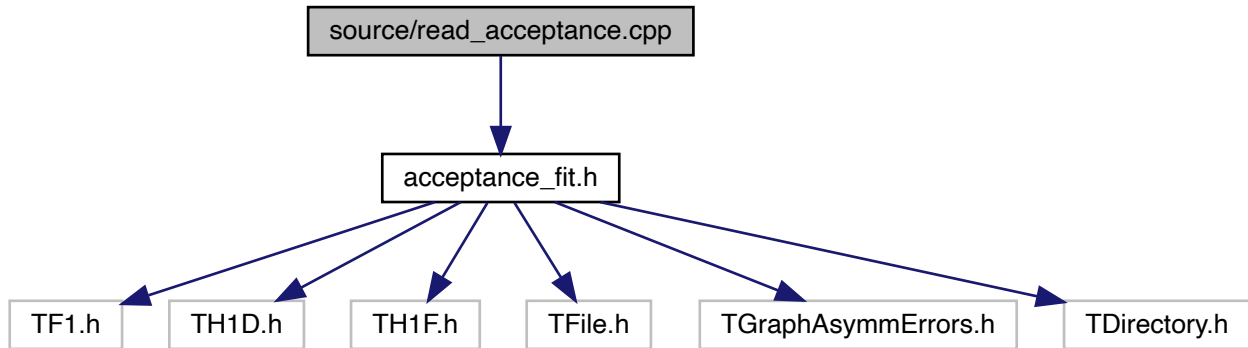 source/read_acceptance.cpp
acceptance_fit.h
TF1.h
TH1D.h
TH1F.h
TFile.h
TGraphAsymmErrors.h
TDirectory.h